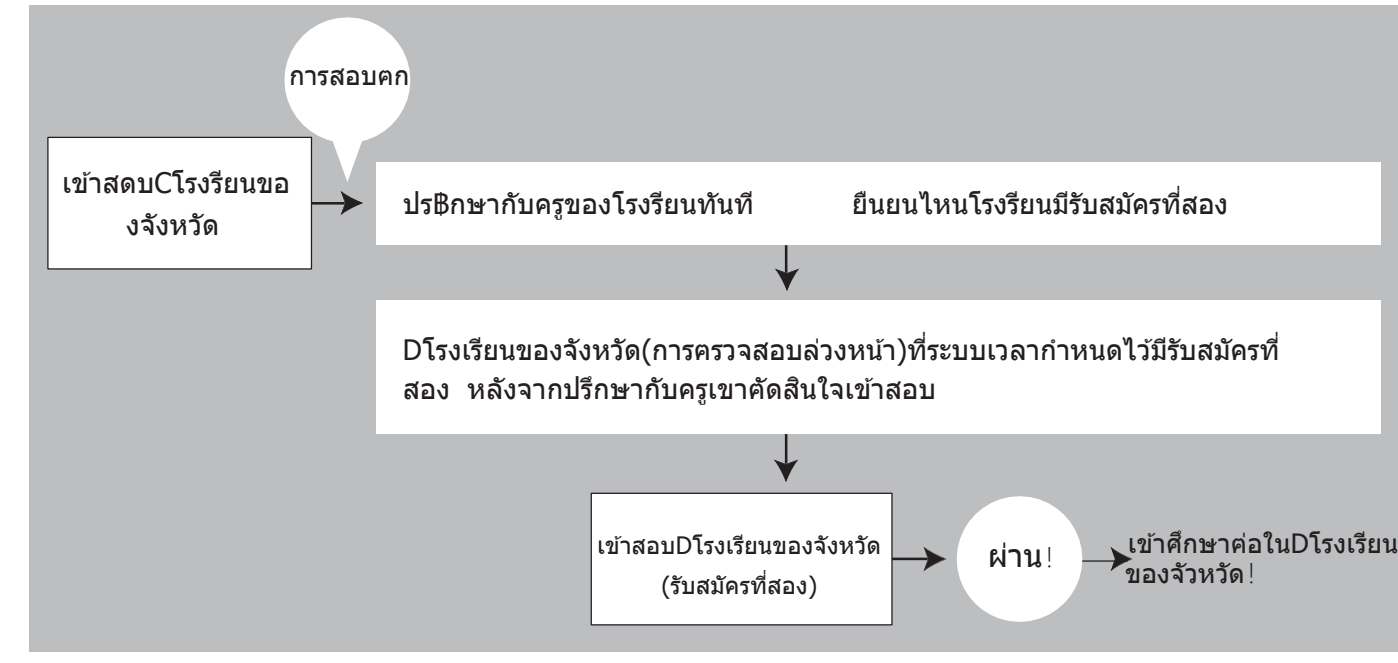 การสอบฅก
เข้าสดบCโรงรียนขอ
งจังหวัด
ปร฿กษากับครูของโรงรียนทันที ยืนยนไหนโรงรียนมีรับสมัครที่สอง
Dโรงเรียนของจังหวัด(การฅรวจสอบล่วงหน้า)ที่ระบบเวลากำหนดไว้มีรับสมัครที่
สอง หลังจากปรึกษากับครูเขาคัดสินใจเข้าสอบ
เข้าสอบDโรงเรียนของจังหวัด
(รับสมัครที่สอง)
ผ่าน!
เข้าศึกษาต่อในDโรงเรียน
ของจัวหวัด!